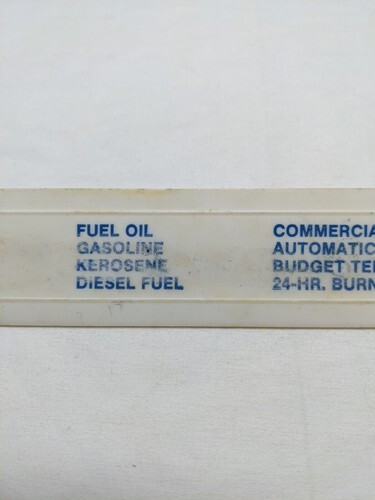 FUEL OIL
GASOLINE
KEROSENE
DIESEL FUEL
COMMERCIA
AUTOMATIC
BUDGET TE
24-HR. BURN